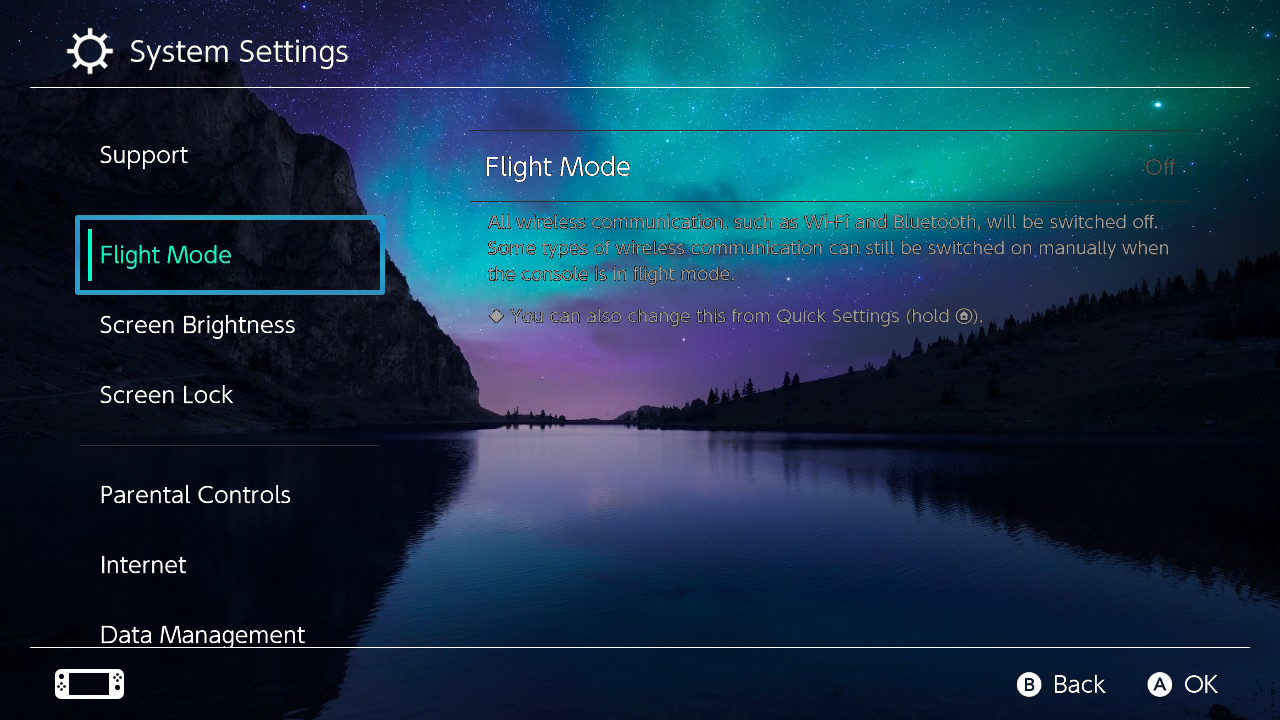 System Settings
Support
Flight Mode
Screen Brightness
Screen Lock
Parental Controls
Internet
Data Management
Flight Mode
Off
All wireless communication, such as Wi-Fi and Bluetooth, will be switched off.
Some types of wireless communication can still be switched on manually when
the console is in flight mode.
◆ You can also change this from Quick Settings (hold ).
B Back
A OK